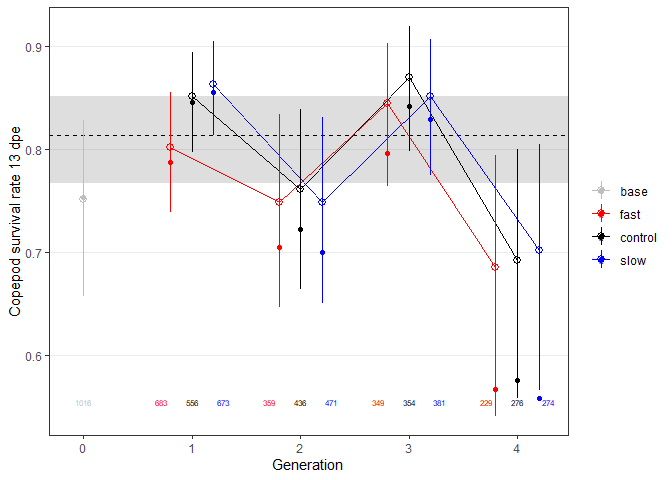 Copepod survival rate 13 dpe
0.9
0.8
0.7
0.6
1016 683 556 673 359 436 471 349 354 381 229 276 274
0 1 2 3 4
Generation
base
fast
control
slow